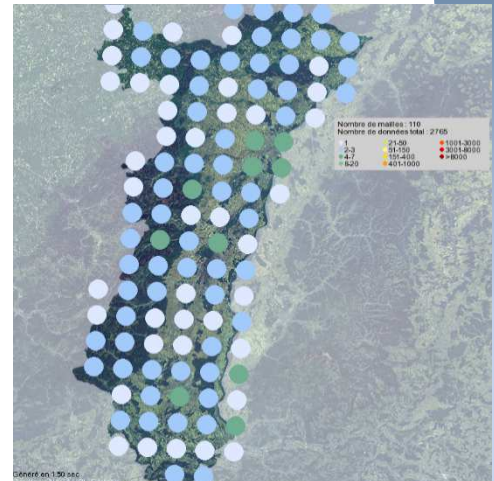 Nombre de mailles : 110
Nombre de données total : 2765
1 21-50 1001-3000
2-3 51-150 3001-8000
4-7 151-400 >8000
8-20 401-1000
Généré en 1.50 sec